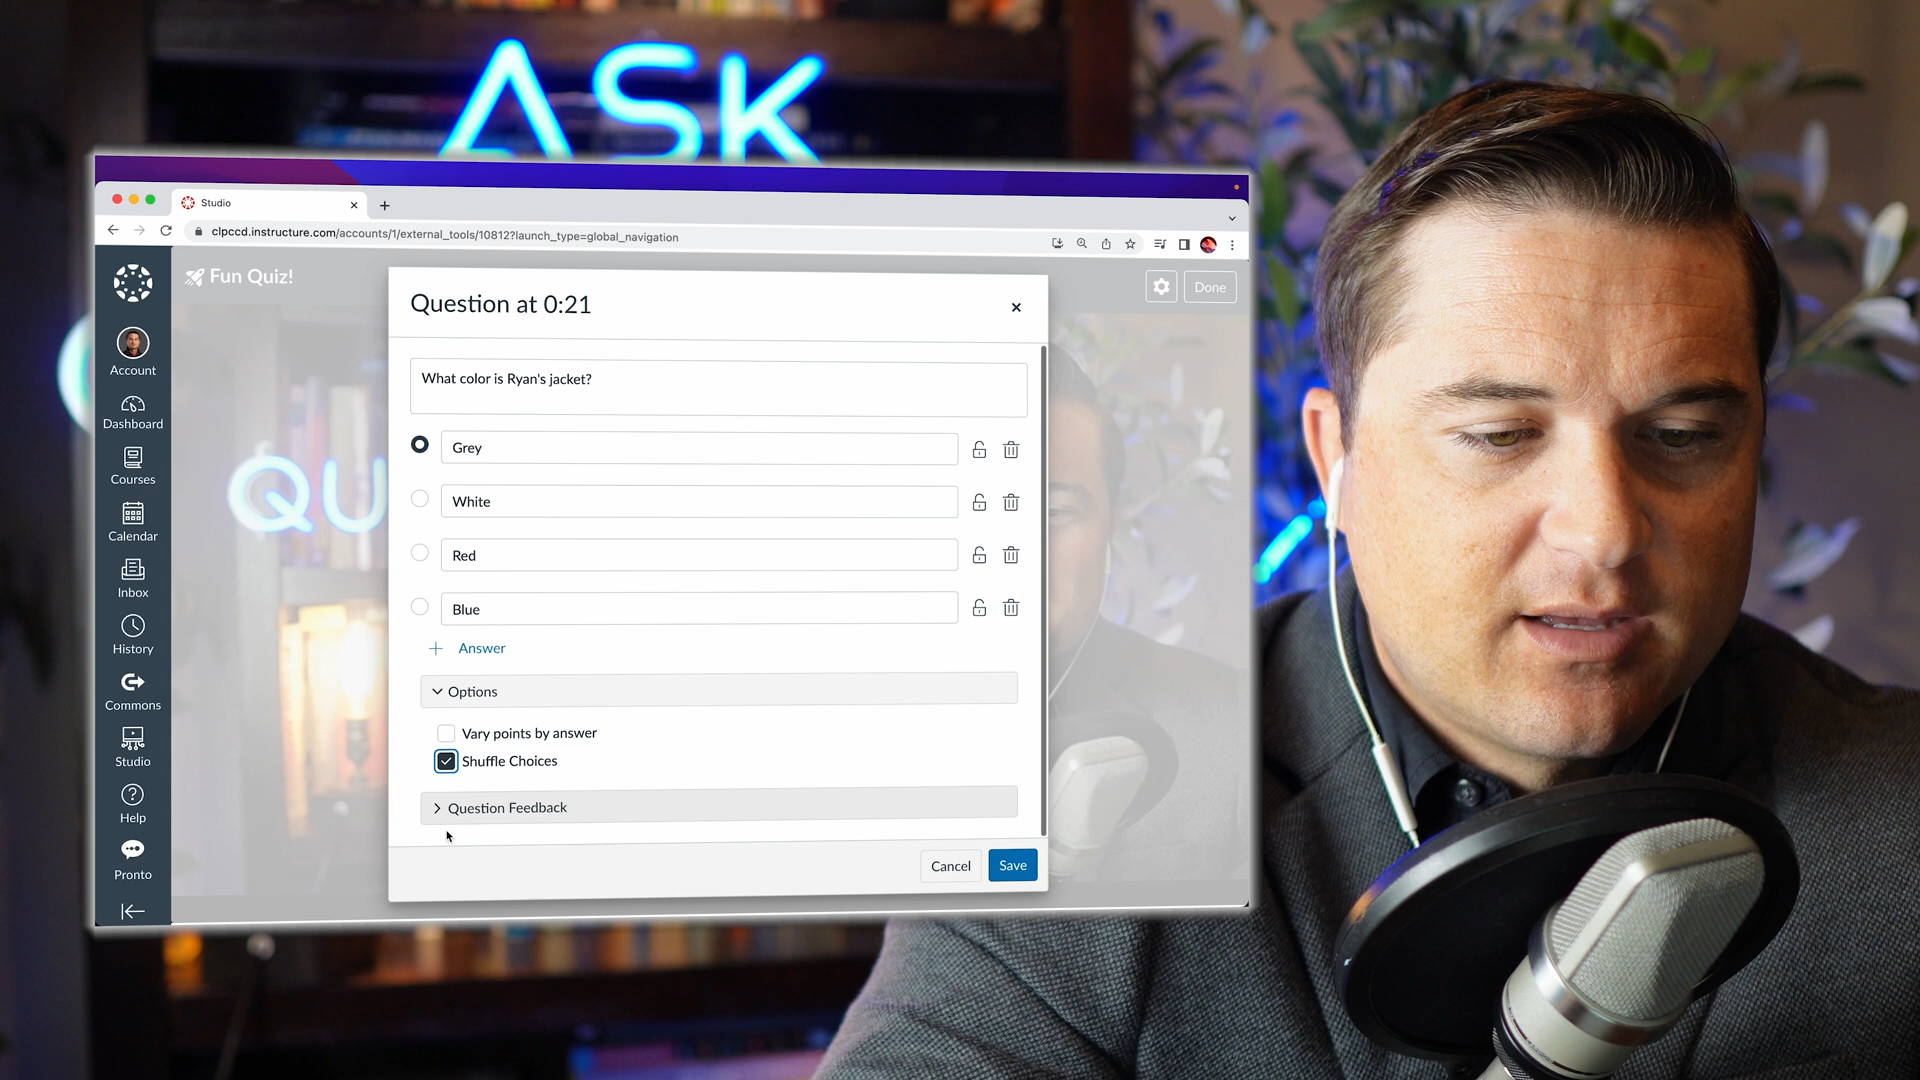 ASK
Studio
clpccd.instructure.com/accounts/1/external_tools/10812?launch_type=global_navigation
Fun Quiz!
Done
Account
Dashboard
Courses
Calendar
Inbox
History
Commons
Studio
Help
Pronto
QU
Question at 0:21
What color is Ryan's jacket?
Grey
White
Red
Blue
Answer
Options
Vary points by answer
Shuffle Choices
Question Feedback
Cancel
Save